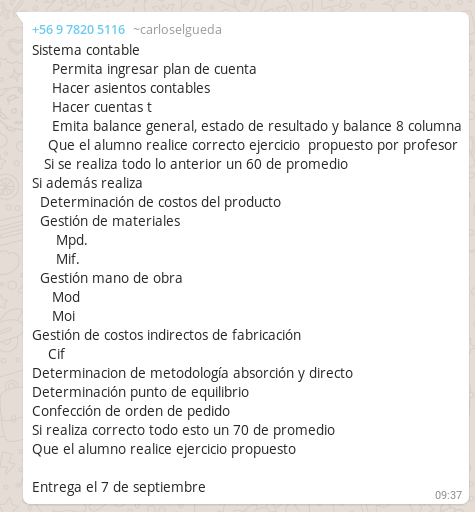 +56 9 7820 5116 ~carloselgueda
Sistema contable
Permita ingresar plan de cuenta
Hacer asientos contables
Hacer cuentas t
Emita balance general, estado de resultado y balance 8 columna
Que el alumno realice correcto ejercicio propuesto por profesor
Si se realiza todo lo anterior un 60 de promedio
Si además realiza
Determinación de costos del producto
Gestión de materiales
Mpd.
Mif.
Gestión mano de obra
Mod
Moi
Gestión de costos indirectos de fabricación
Cif
Determinacion de metodología absorción y directo
Determinación punto de equilibrio
Confección de orden de pedido
Si realiza correcto todo esto un 70 de promedio
Que el alumno realice ejercicio propuesto
Entrega el 7 de septiembre
09:37